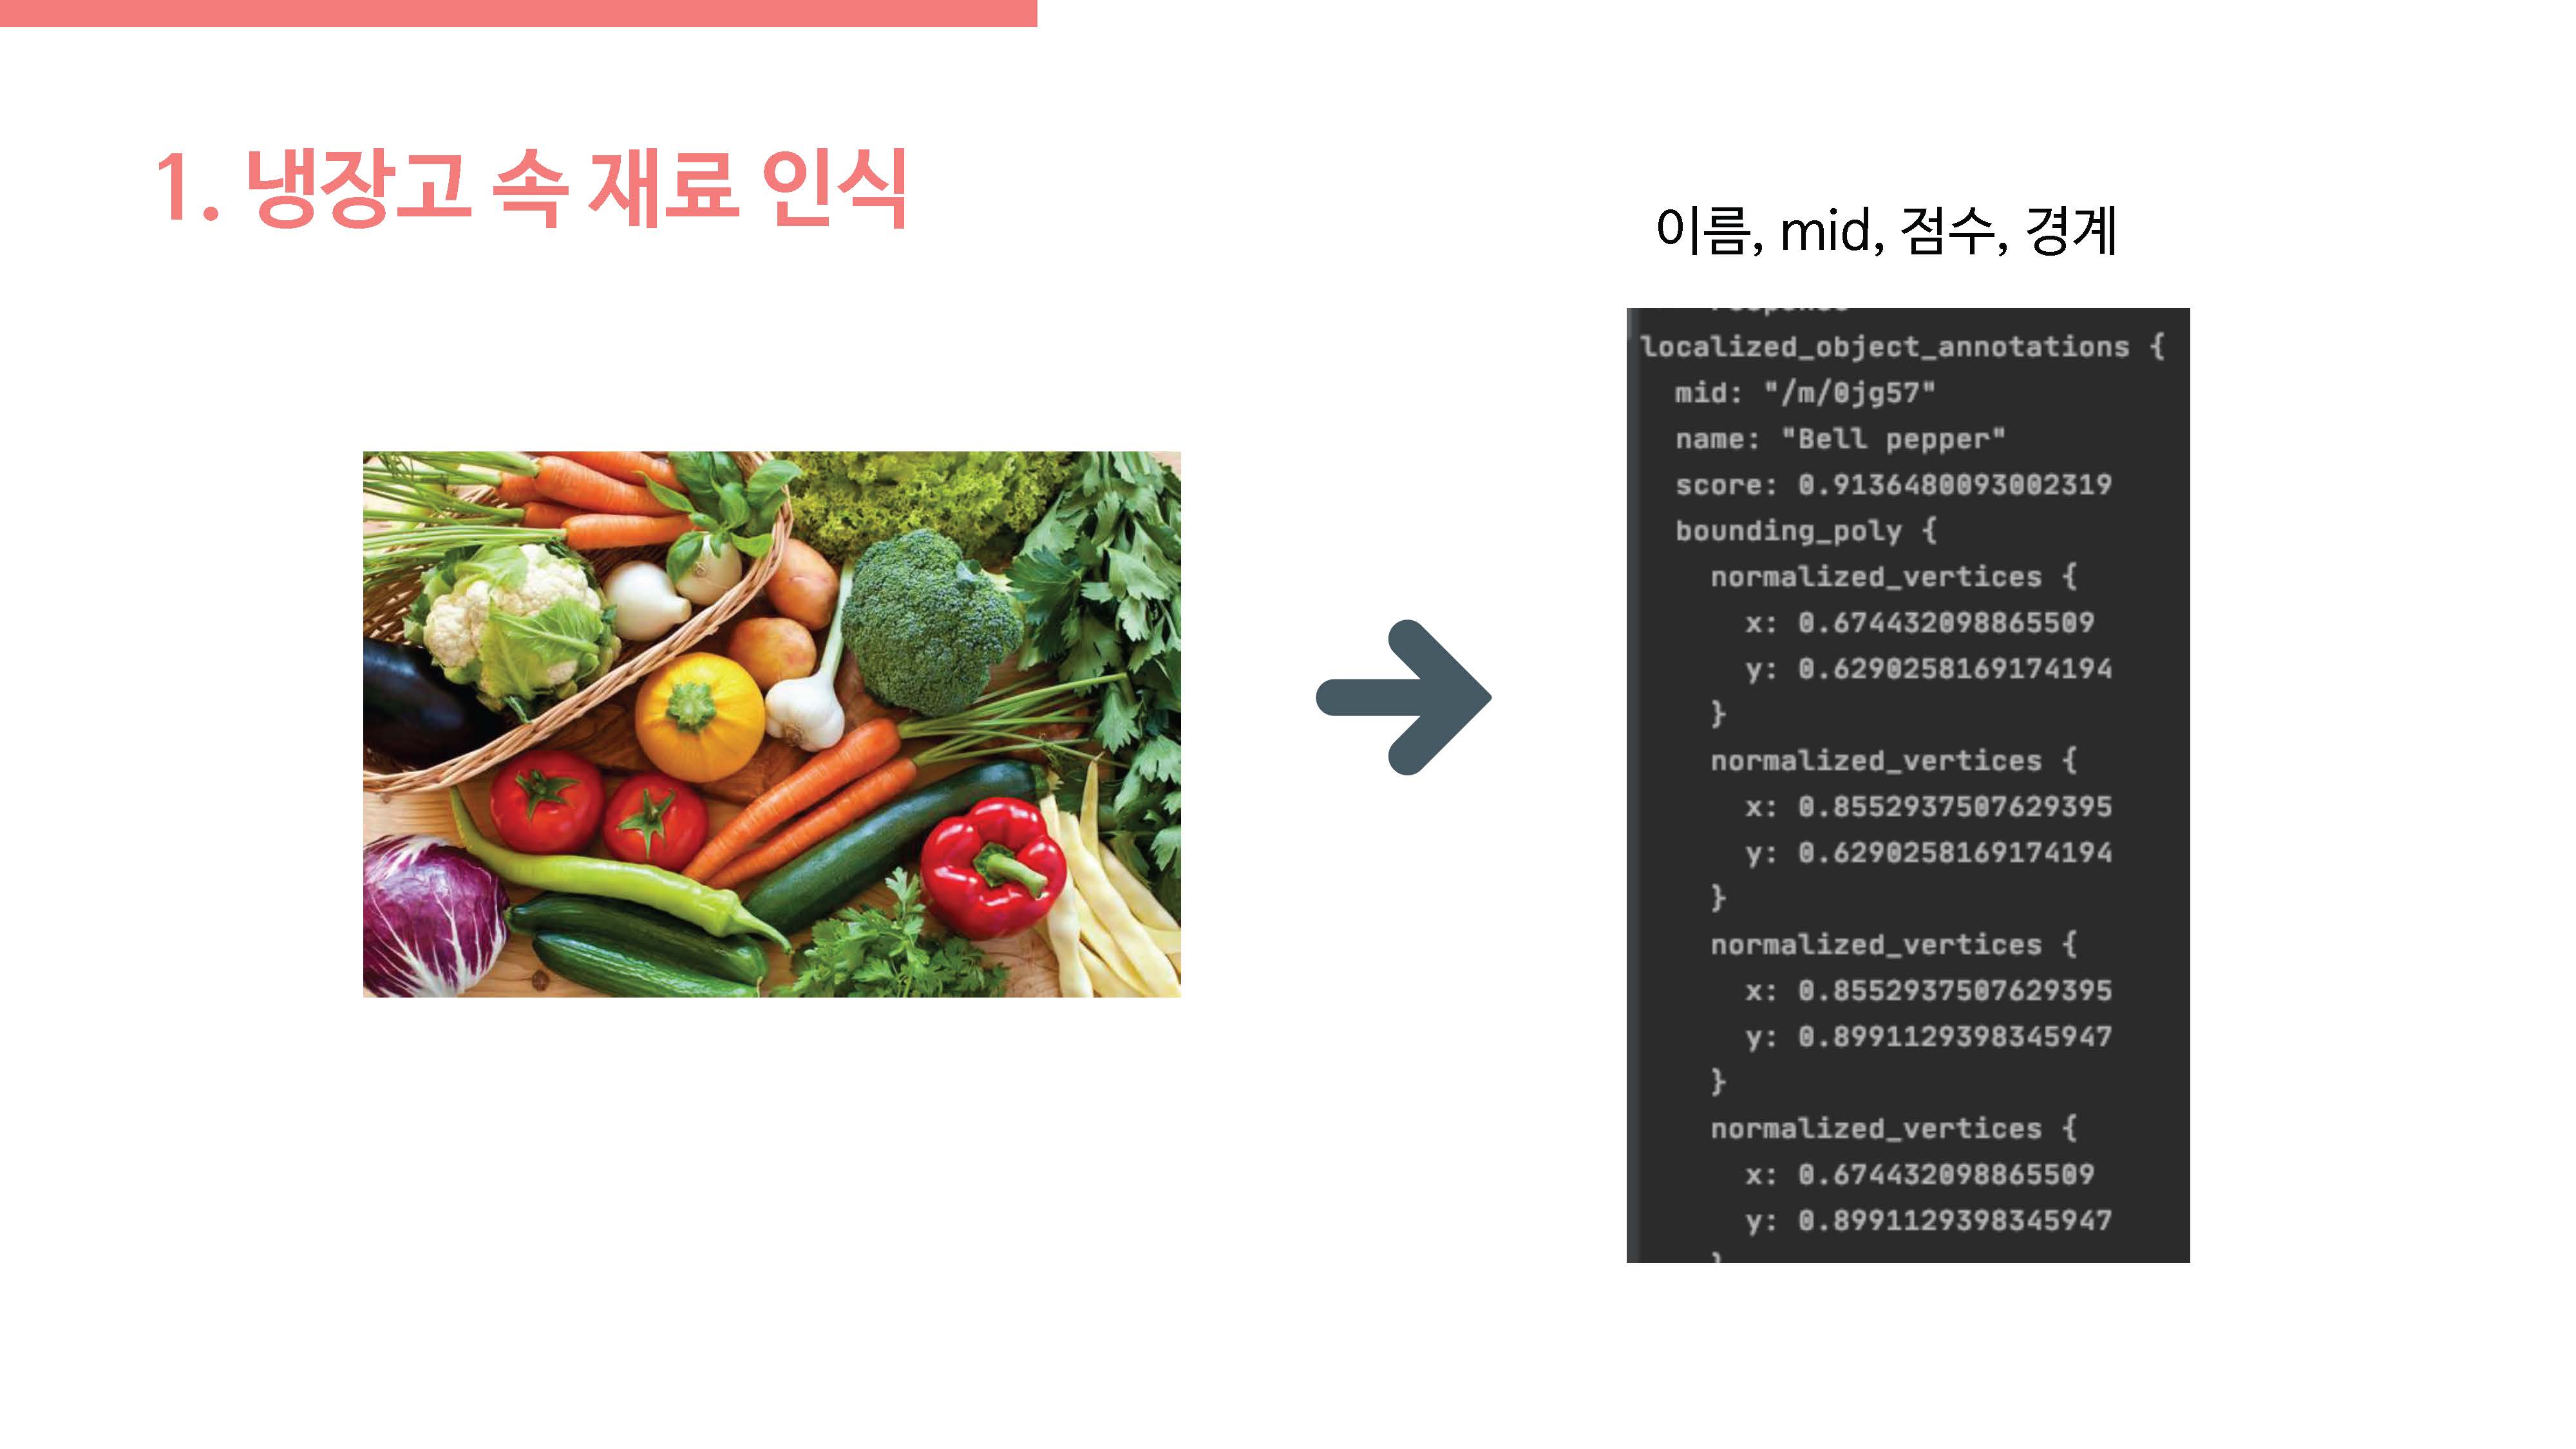 1. 냉장고 속 재료 인식
이름, mid, 점수, 경계
localized_object_annotations {
mid: "/m/0jg57"
name: "Bell pepper"
score: 0.9136480093002319
bounding_poly {
normalized_vertices {
x: 0.674432098865509
y: 0.6290258169174194
}
normalized_vertices {
x: 0.8552937507629395
y: 0.6290258169174194
}
normalized_vertices {
x: 0.8552937507629395
y: 0.8991129398345947
}
normalized_vertices {
x: 0.674432098865509
y: 0.8991129398345947